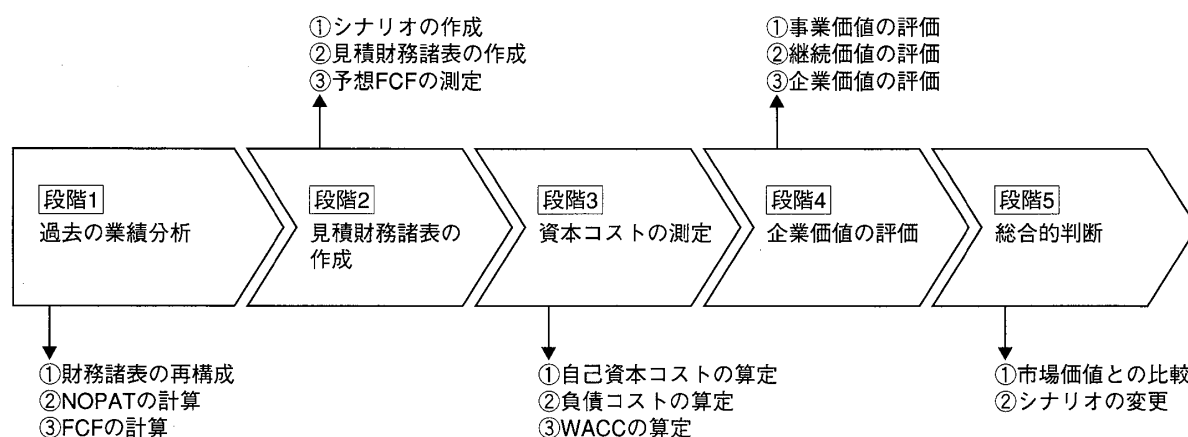 ①シナリオの作成
②見積財務諸表の作成
③予想FCFの測定
①事業価値の評価
②継続価値の評価
③企業価値の評価
段階1
過去の業績分析
段階2
見積財務諸表の
作成
段階3
資本コストの測定
段階4
企業価値の評価
段階5
総合的判断
①財務諸表の再構成
②NOPATの計算
③FCFの計算
①自己資本コストの算定
②負債コストの算定
③WACCの算定
①市場価値との比較
②シナリオの変更